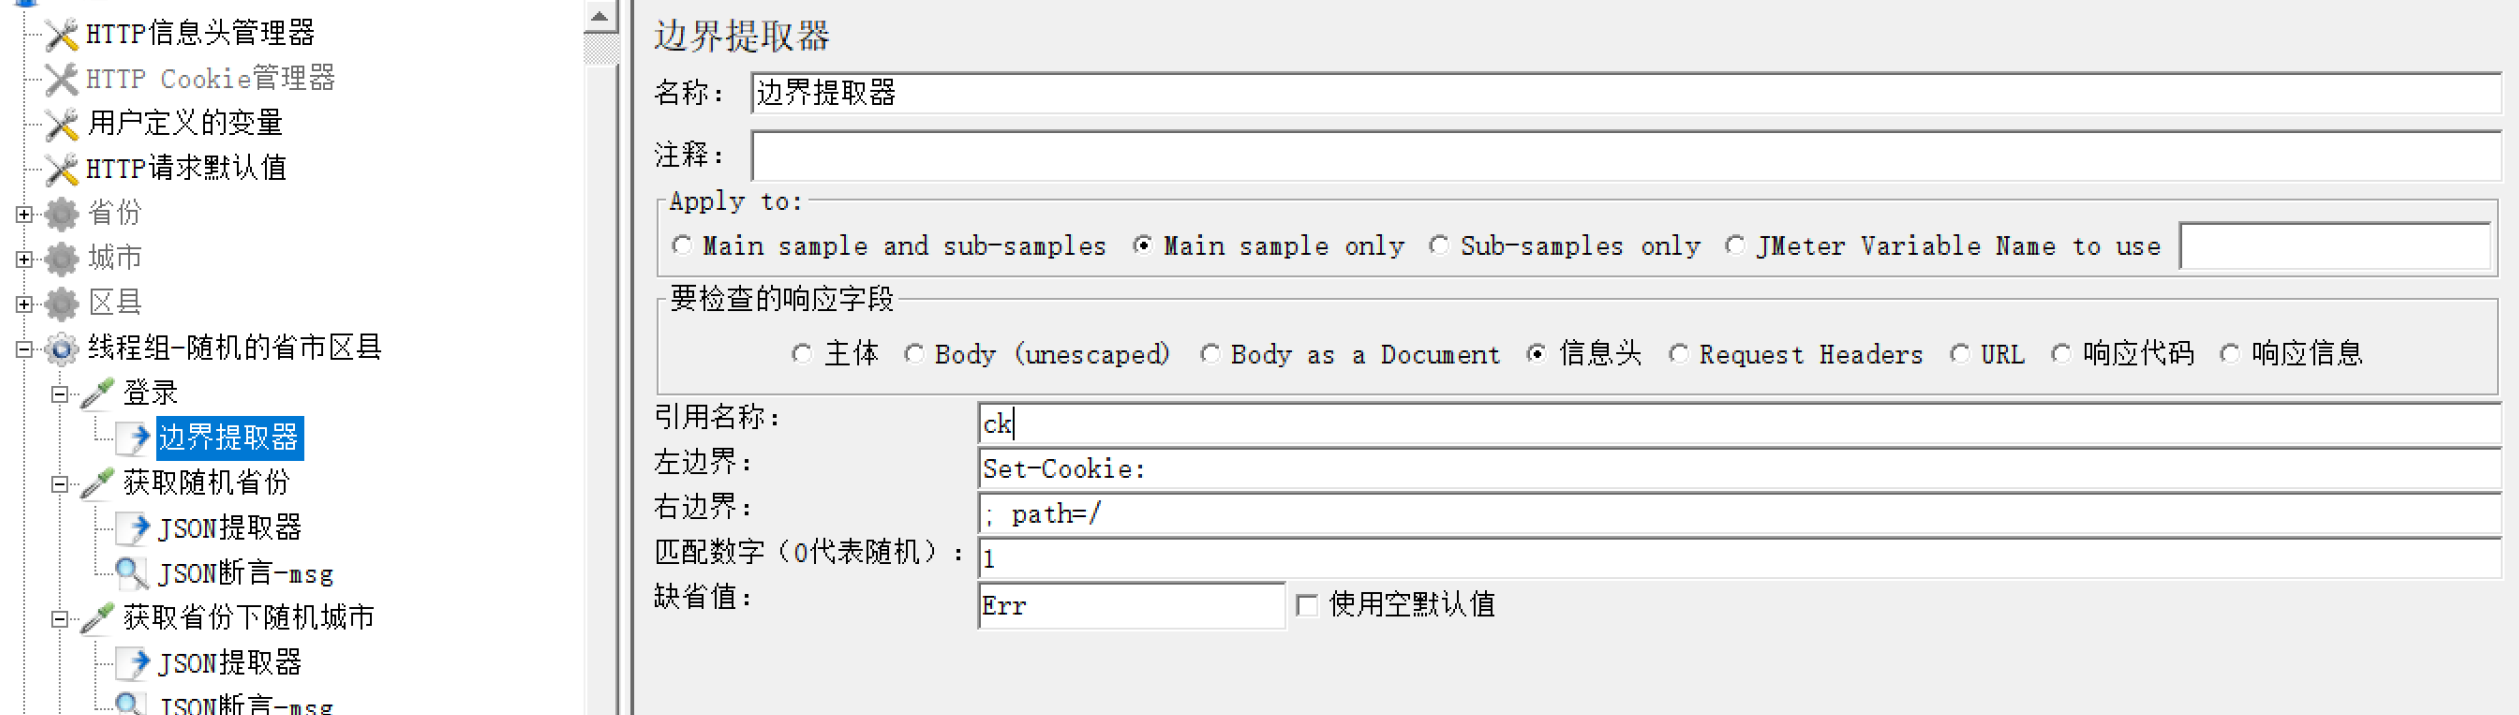 HTTP信息头管理器
HTTP Cookie管理器
用户定义的变量
HTTP请求默认值
省份
城市
区县
线程组-随机的省市区县
登录
边界提取器
获取随机省份
JSON提取器
JSON断言-msg
获取省份下随机城市
JSON提取器
JSON断言-msg
边界提取器
名称： 边界提取器
注释：
Apply to:
Main sample and sub-samples Main sample only Sub-samples only JMeter Variable Name to use
要检查的响应字段
主体 Body (unescaped) Body as a Document 信息头 Request Headers URL 响应代码 响应信息
引用名称： ck
左边界： Set-Cookie:
右边界： ; path=/
匹配数字（0代表随机）： 1
缺省值： Err 使用空默认值